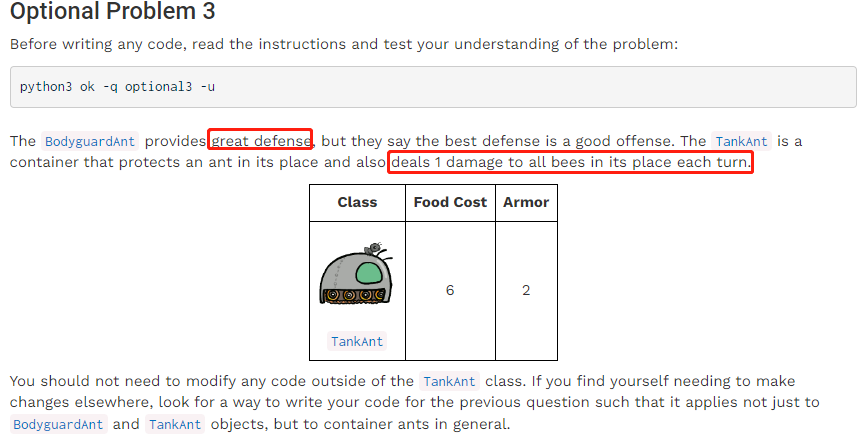 Optional Problem 3
Before writing any code, read the instructions and test your understanding of the problem:
python3 ok -q optional3 -u
The BodyguardAnt provides great defense, but they say the best defense is a good offense. The TankAnt is a
container that protects an ant in its place and also deals 1 damage to all bees in its place each turn.
Class Food Cost Armor
6 2
TankAnt
You should not need to modify any code outside of the TankAnt class. If you find yourself needing to make
changes elsewhere, look for a way to write your code for the previous question such that it applies not just to
BodyguardAnt and TankAnt objects, but to container ants in general.